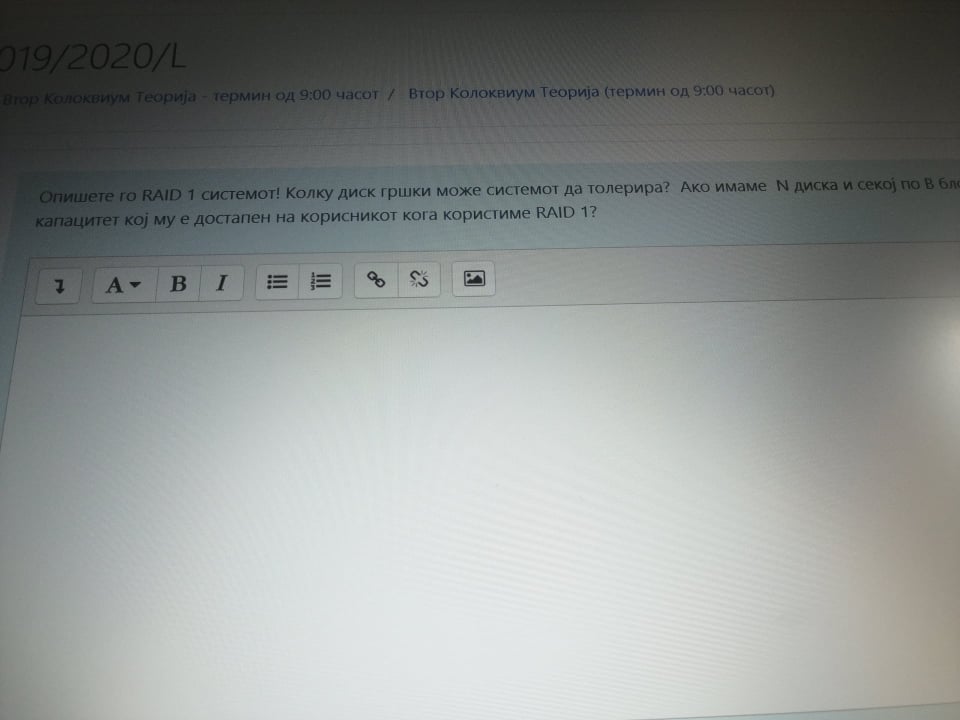 019/2020/L
Втор Колоквиум Теорија - термин од 9:00 часот / Втор Колоквиум Теорија (термин од 9:00 часот)
Опишете го RAID 1 системот! Колку диск гршки може системот да толерира? Ако имаме N диска и секој по B бло
капацитет кој му е достапен на корисникот кога користиме RAID 1?
A B I